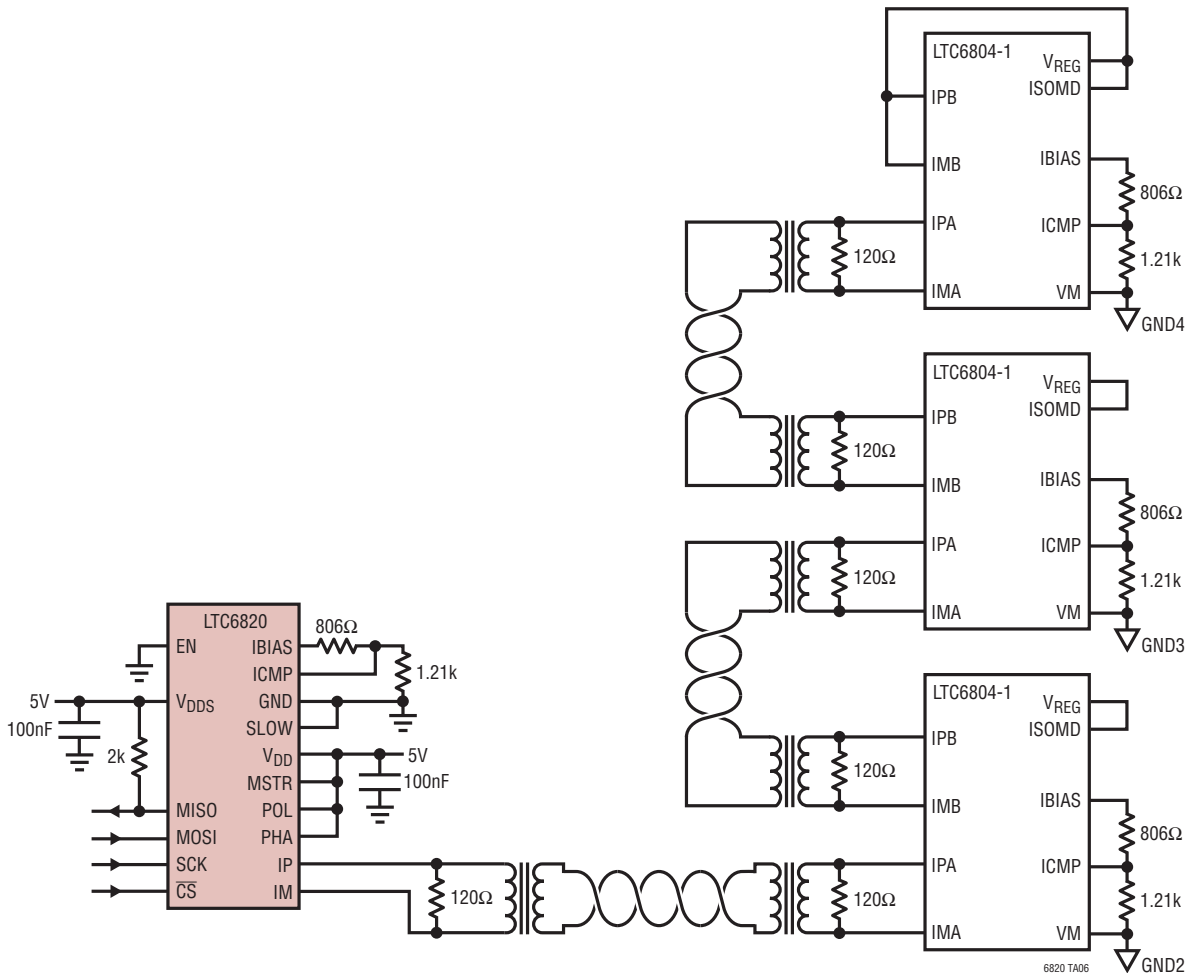 LTC6804-1
VREG
ISOMD
IPB
IMB
IBIAS
806Ω
IPA
ICMP
120Ω
1.21k
IMA
VM
GND4
LTC6804-1
VREG
ISOMD
IPB
120Ω
IMB
IBIAS
806Ω
IPA
ICMP
120Ω
1.21k
IMA
VM
GND3
LTC6804-1
VREG
ISOMD
IPB
120Ω
IMB
IBIAS
806Ω
IPA
ICMP
120Ω
1.21k
IMA
VM
GND2
LTC6820
EN
IBIAS
806Ω
ICMP
1.21k
5V
VDDS
GND
100nF
SLOW
2k
VDD
5V
MSTR
100nF
MISO
POL
MOSI
PHA
SCK
IP
CS
IM
120Ω
6820 TA06